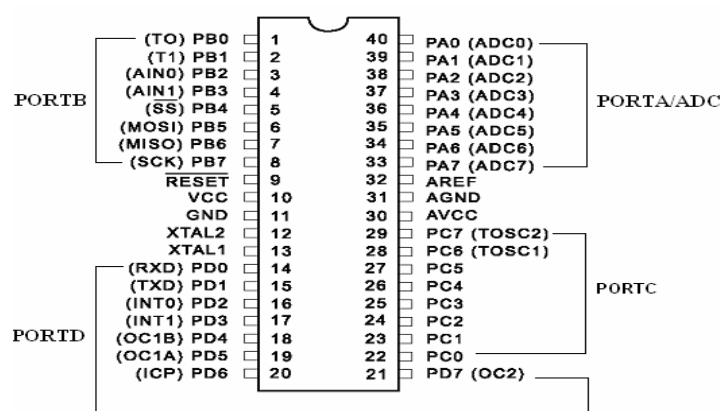 (TO) PB0 1 40 PA0 (ADC0)
(T1) PB1 2 39 PA1 (ADC1)
(AIN0) PB2 3 38 PA2 (ADC2)
(AIN1) PB3 4 37 PA3 (ADC3)
PORTB PORTA/ADC
(SS) PB4 5 36 PA4 (ADC4)
(MOSI) PB5 6 35 PA5 (ADC5)
(MISO) PB6 7 34 PA6 (ADC6)
(SCK) PB7 8 33 PA7 (ADC7)
RESET 9 32 AREF
VCC 10 31 AGND
GND 11 30 AVCC
XTAL2 12 29 PC7 (TOSC2)
XTAL1 13 28 PC6 (TOSC1)
(RXD) PD0 14 27 PC5
(TXD) PD1 15 26 PC4 PORTC
(INT0) PD2 16 25 PC3
(INT1) PD3 17 24 PC2
PORTD (OC1B) PD4 18 23 PC1
(OC1A) PD5 19 22 PC0
(ICP) PD6 20 21 PD7 (OC2)